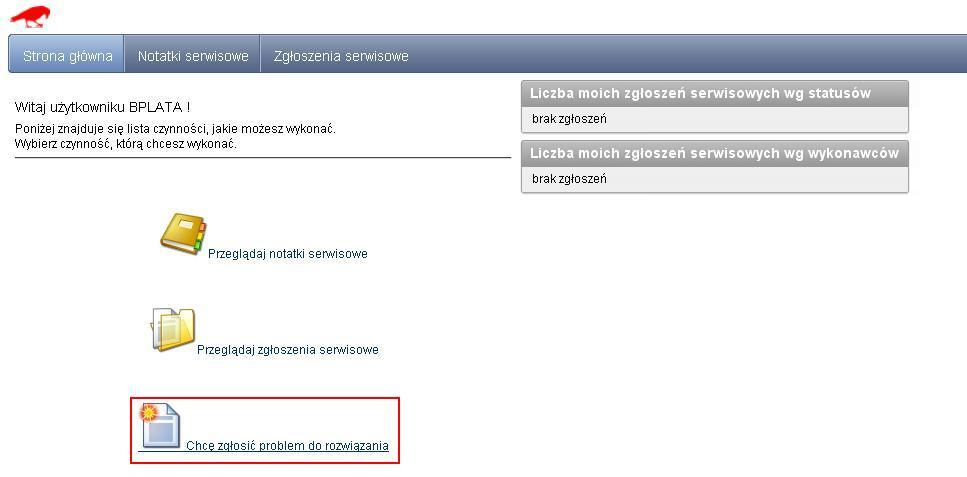 Strona główna
Notatki serwisowe
Zgłoszenia serwisowe
Witaj użytkowniku BPLATA !
Poniżej znajduje się lista czynności, jakie możesz wykonać.
Wybierz czynność, którą chcesz wykonać.
Liczba moich zgłoszeń serwisowych wg statusów
brak zgłoszeń
Liczba moich zgłoszeń serwisowych wg wykonawców
brak zgłoszeń
Przeglądaj notatki serwisowe
Przeglądaj zgłoszenia serwisowe
Chcę zgłosić problem do rozwiązania